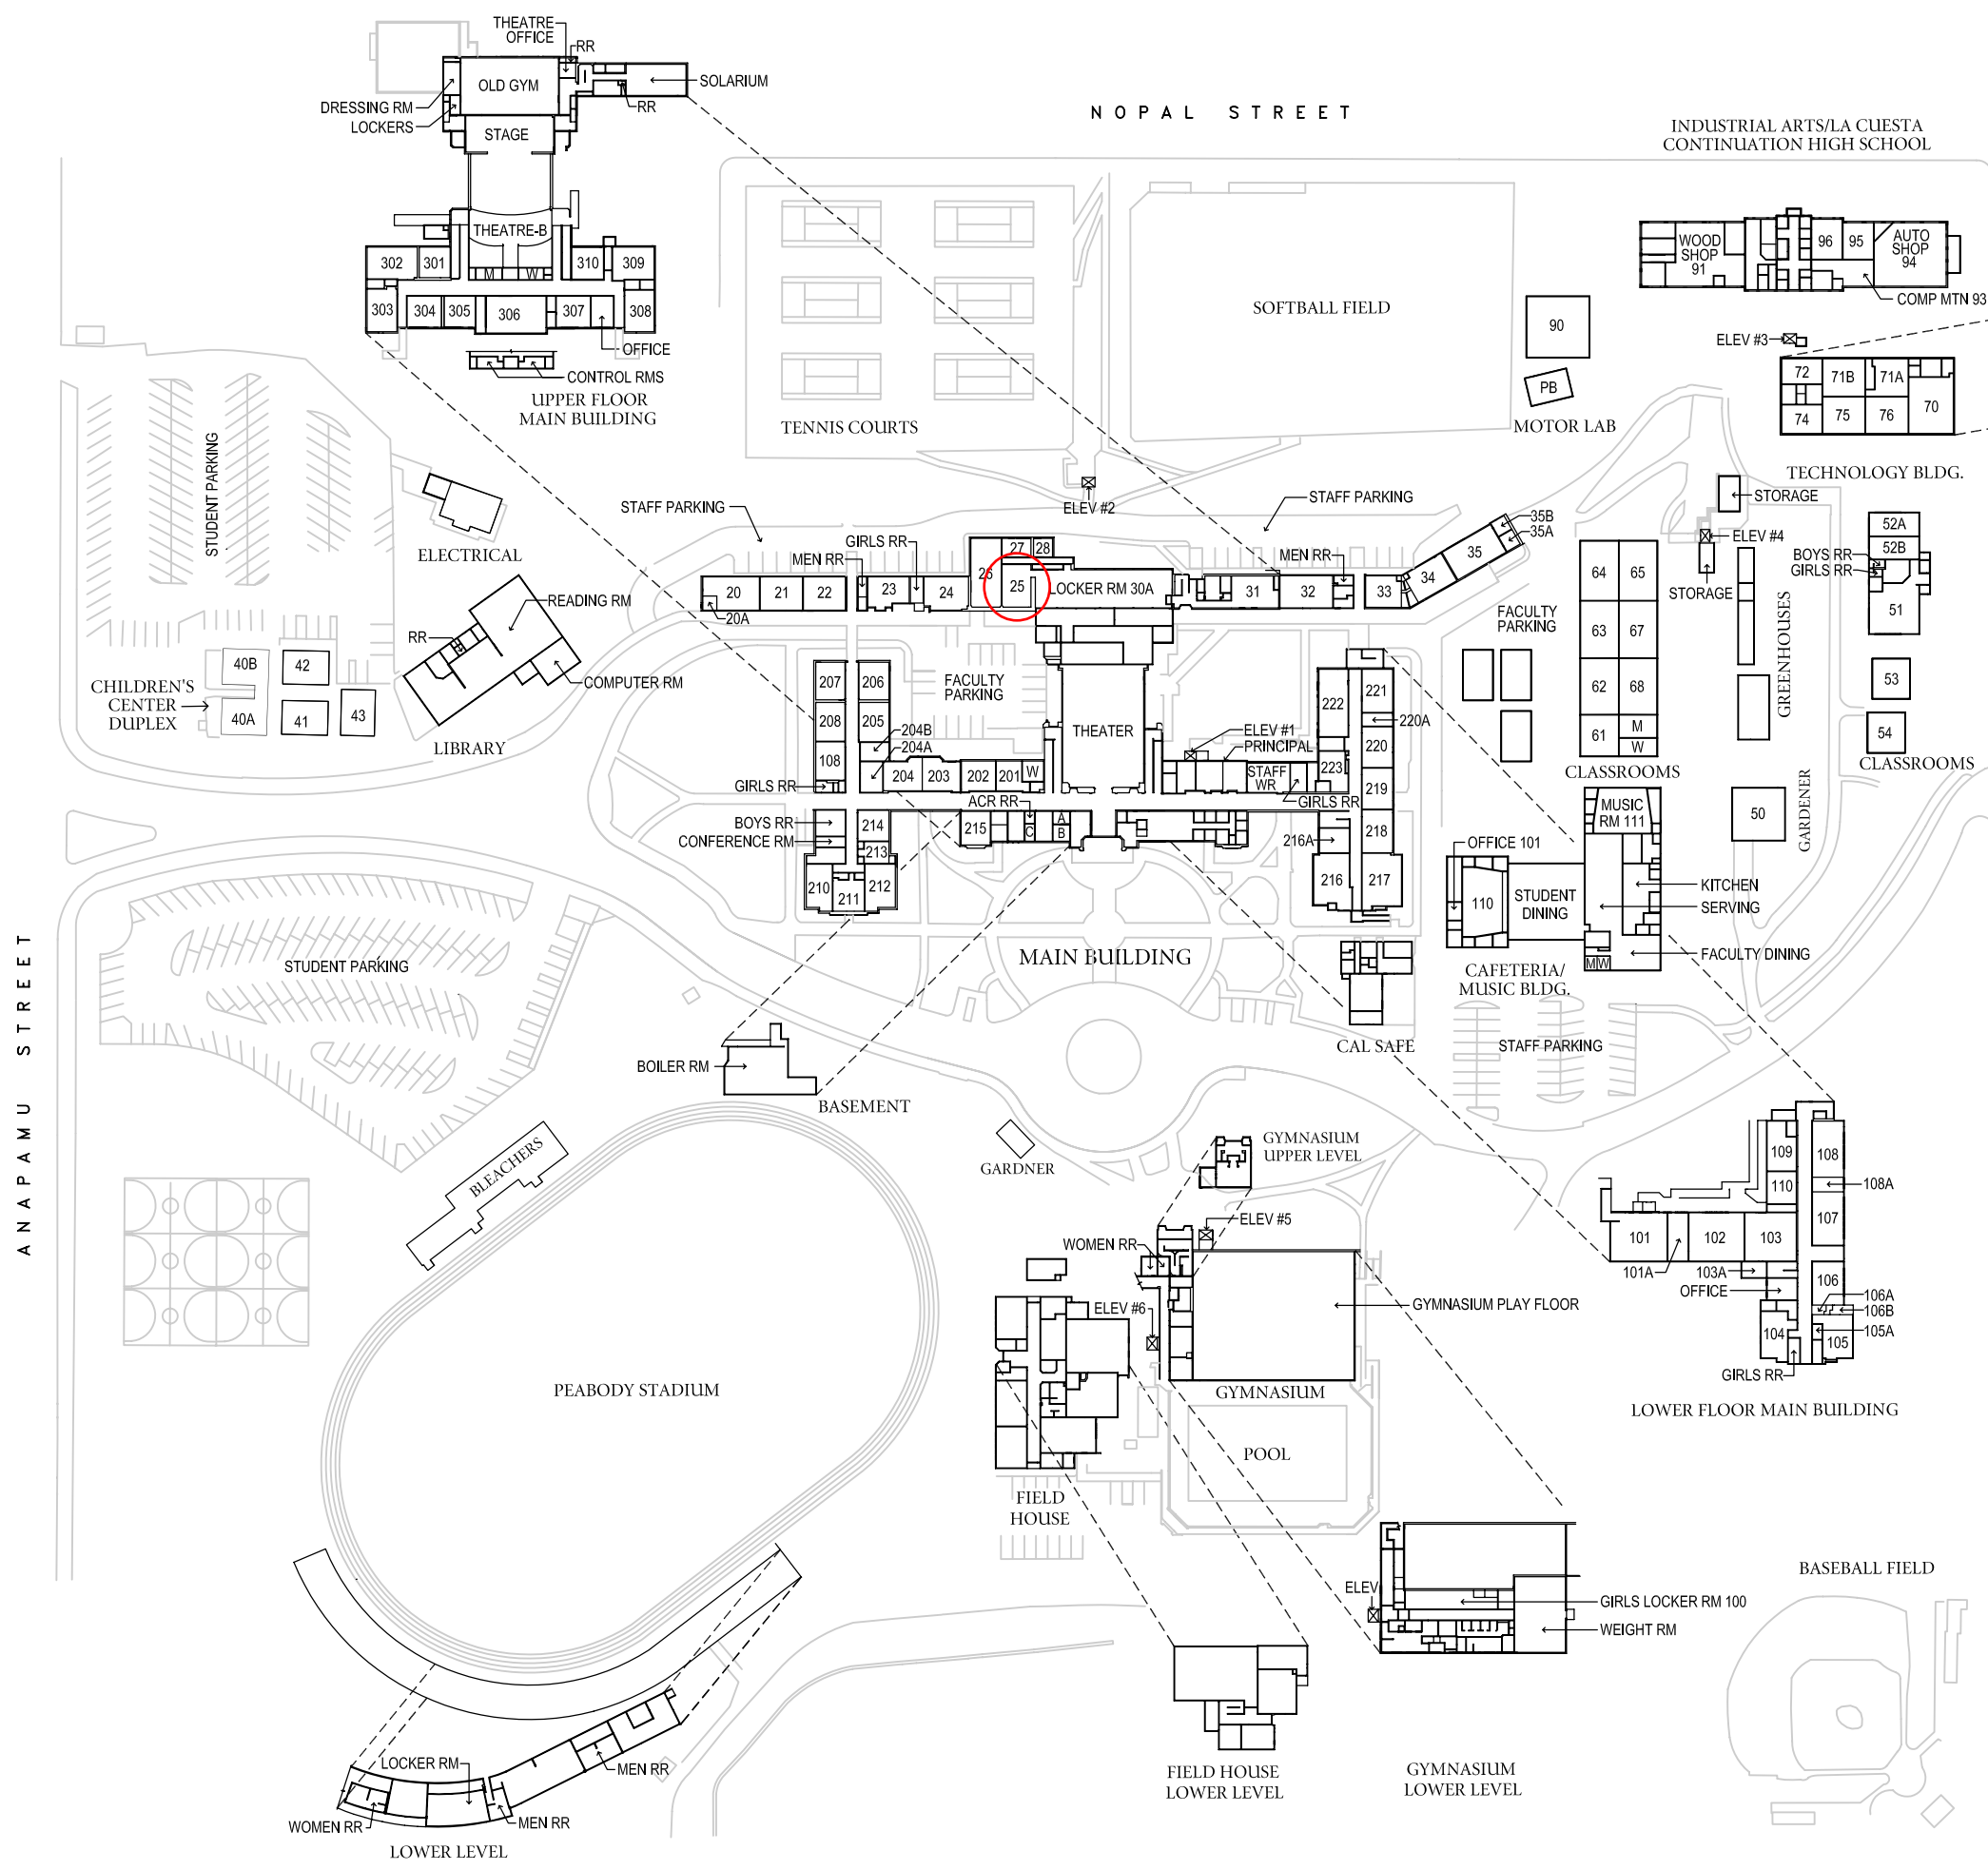 THEATRE
OFFICE
RR
OLD GYM
SOLARIUM
DRESSING RM
RR
LOCKERS
STAGE
NOPAL STREET
INDUSTRIAL ARTS/LA CUESTA
CONTINUATION HIGH SCHOOL
THEATRE-B
302
301
M
W
310
309
303
304
305
306
307
308
OFFICE
CONTROL RMS
UPPER FLOOR
MAIN BUILDING
WOOD
SHOP
91
96
95
AUTO
SHOP
94
COMP MTN 93
SOFTBALL FIELD
90
PB
MOTOR LAB
ELEV #3
72
71B
71A
70
74
75
76
TECHNOLOGY BLDG.
TENNIS COURTS
STUDENT PARKING
ELECTRICAL
STAFF PARKING
ELEV #2
STAFF PARKING
STORAGE
35B
35A
ELEV #4
STORAGE
52A
52B
BOYS RR
GIRLS RR
51
GIRLS RR
MEN RR
27
28
26
25
LOCKER RM 30A
MEN RR
35
34
33
32
31
20
21
22
23
24
20A
64
65
63
67
62
68
61
M
W
CLASSROOMS
FACULTY
PARKING
GREENHOUSES
53
54
CLASSROOMS
READING RM
RR
COMPUTER RM
LIBRARY
40B
42
CHILDREN'S
CENTER
DUPLEX
40A
41
43
207
206
FACULTY
PARKING
208
205
204B
204A
108
204
203
202
201
W
GIRLS RR
THEATER
ELEV #1
PRINCIPAL
STAFF
WR
GIRLS RR
222
221
220A
220
223
219
218
216A
216
217
ACR RR
BOYS RR
CONFERENCE RM
214
213
215
C
A
B
210
211
212
MAIN BUILDING
MUSIC
RM 111
50
GARDENER
OFFICE 101
110
STUDENT
DINING
KITCHEN
SERVING
FACULTY DINING
M
W
CAFETERIA/
MUSIC BLDG.
STUDENT PARKING
ANAPAMU STREET
CAL SAFE
STAFF PARKING
BOILER RM
BASEMENT
BLEACHERS
GARDNER
GYMNASIUM
UPPER LEVEL
109
108
110
108A
107
101
102
103
101A
103A
OFFICE
106
106A
106B
105A
104
105
GIRLS RR
LOWER FLOOR MAIN BUILDING
ELEV #5
WOMEN RR
ELEV #6
GYMNASIUM PLAY FLOOR
GYMNASIUM
PEABODY STADIUM
POOL
FIELD
HOUSE
ELEV
GIRLS LOCKER RM 100
WEIGHT RM
BASEBALL FIELD
LOCKER RM
MEN RR
WOMEN RR
MEN RR
LOWER LEVEL
FIELD HOUSE
LOWER LEVEL
GYMNASIUM
LOWER LEVEL